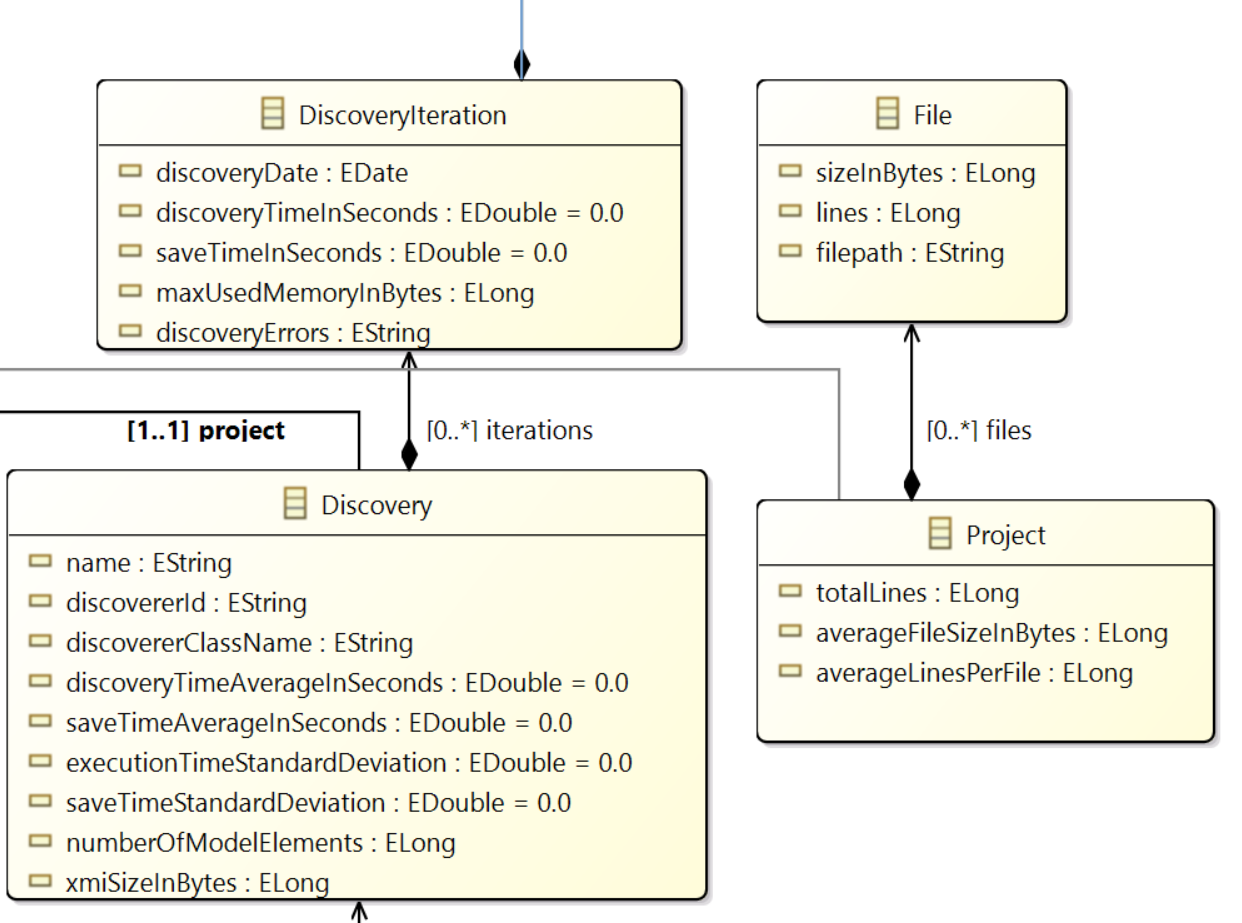 DiscoveryIteration
discoveryDate : EDate
discoveryTimeInSeconds : EDouble = 0.0
saveTimeInSeconds : EDouble = 0.0
maxUsedMemoryInBytes : ELong
discoveryErrors : EString
File
sizeInBytes : ELong
lines : ELong
filepath : EString
[1..1] project
[0..*] iterations
[0..*] files
Discovery
name : EString
discovererId : EString
discovererClassName : EString
discoveryTimeAverageInSeconds : EDouble = 0.0
saveTimeAverageInSeconds : EDouble = 0.0
executionTimeStandardDeviation : EDouble = 0.0
saveTimeStandardDeviation : EDouble = 0.0
numberOfModelElements : ELong
xmiSizeInBytes : ELong
Project
totalLines : ELong
averageFileSizeInBytes : ELong
averageLinesPerFile : ELong